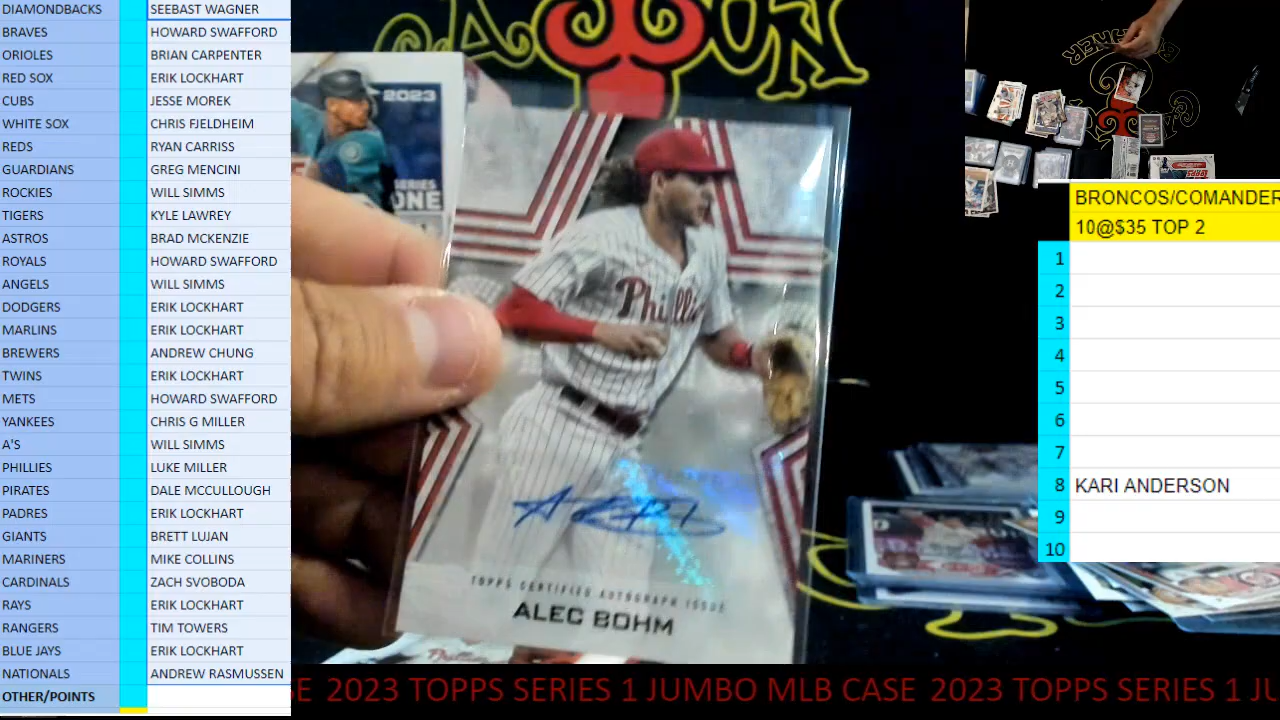 DIAMONDBACKS SEEBAST WAGNER
BRAVES HOWARD SWAFFORD
ORIOLES BRIAN CARPENTER
RED SOX ERIK LOCKHART
CUBS JESSE MOREK
WHITE SOX CHRIS FJELDHEIM
REDS RYAN CARRISS
GUARDIANS GREG MENCINI
ROCKIES WILL SIMMS
TIGERS KYLE LAWREY
ASTROS BRAD MCKENZIE
ROYALS HOWARD SWAFFORD
ANGELS WILL SIMMS
DODGERS ERIK LOCKHART
MARLINS ERIK LOCKHART
BREWERS ANDREW CHUNG
TWINS ERIK LOCKHART
METS HOWARD SWAFFORD
YANKEES CHRIS G MILLER
A'S WILL SIMMS
PHILLIES LUKE MILLER
PIRATES DALE MCCULLOUGH
PADRES ERIK LOCKHART
GIANTS BRETT LUJAN
MARINERS MIKE COLLINS
CARDINALS ZACH SVOBODA
RAYS ERIK LOCKHART
RANGERS TIM TOWERS
BLUE JAYS ERIK LOCKHART
NATIONALS ANDREW RASMUSSEN
OTHER/POINTS
2023
SERIES
ONE
Phillies
TOPPS CERTIFIED AUTOGRAPH ISSUE
ALEC BOHM
BRONCOS/COMANDER
10@$35 TOP 2
1
2
3
4
5
6
7
8 KARI ANDERSON
9
10
E 2023 TOPPS SERIES 1 JUMBO MLB CASE 2023 TOPPS SERIES 1 JU